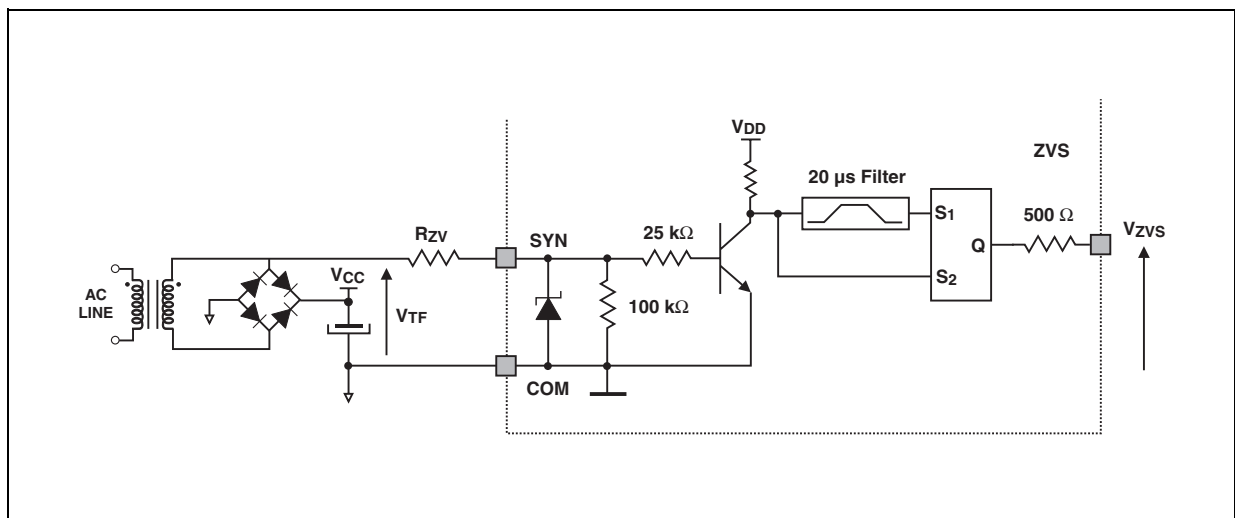 AC
LINE
VCC
VTF
RZV
SYN
COM
25 kΩ
100 kΩ
VDD
20 µs Filter
S1
S2
Q
ZVS
500 Ω
VZVS